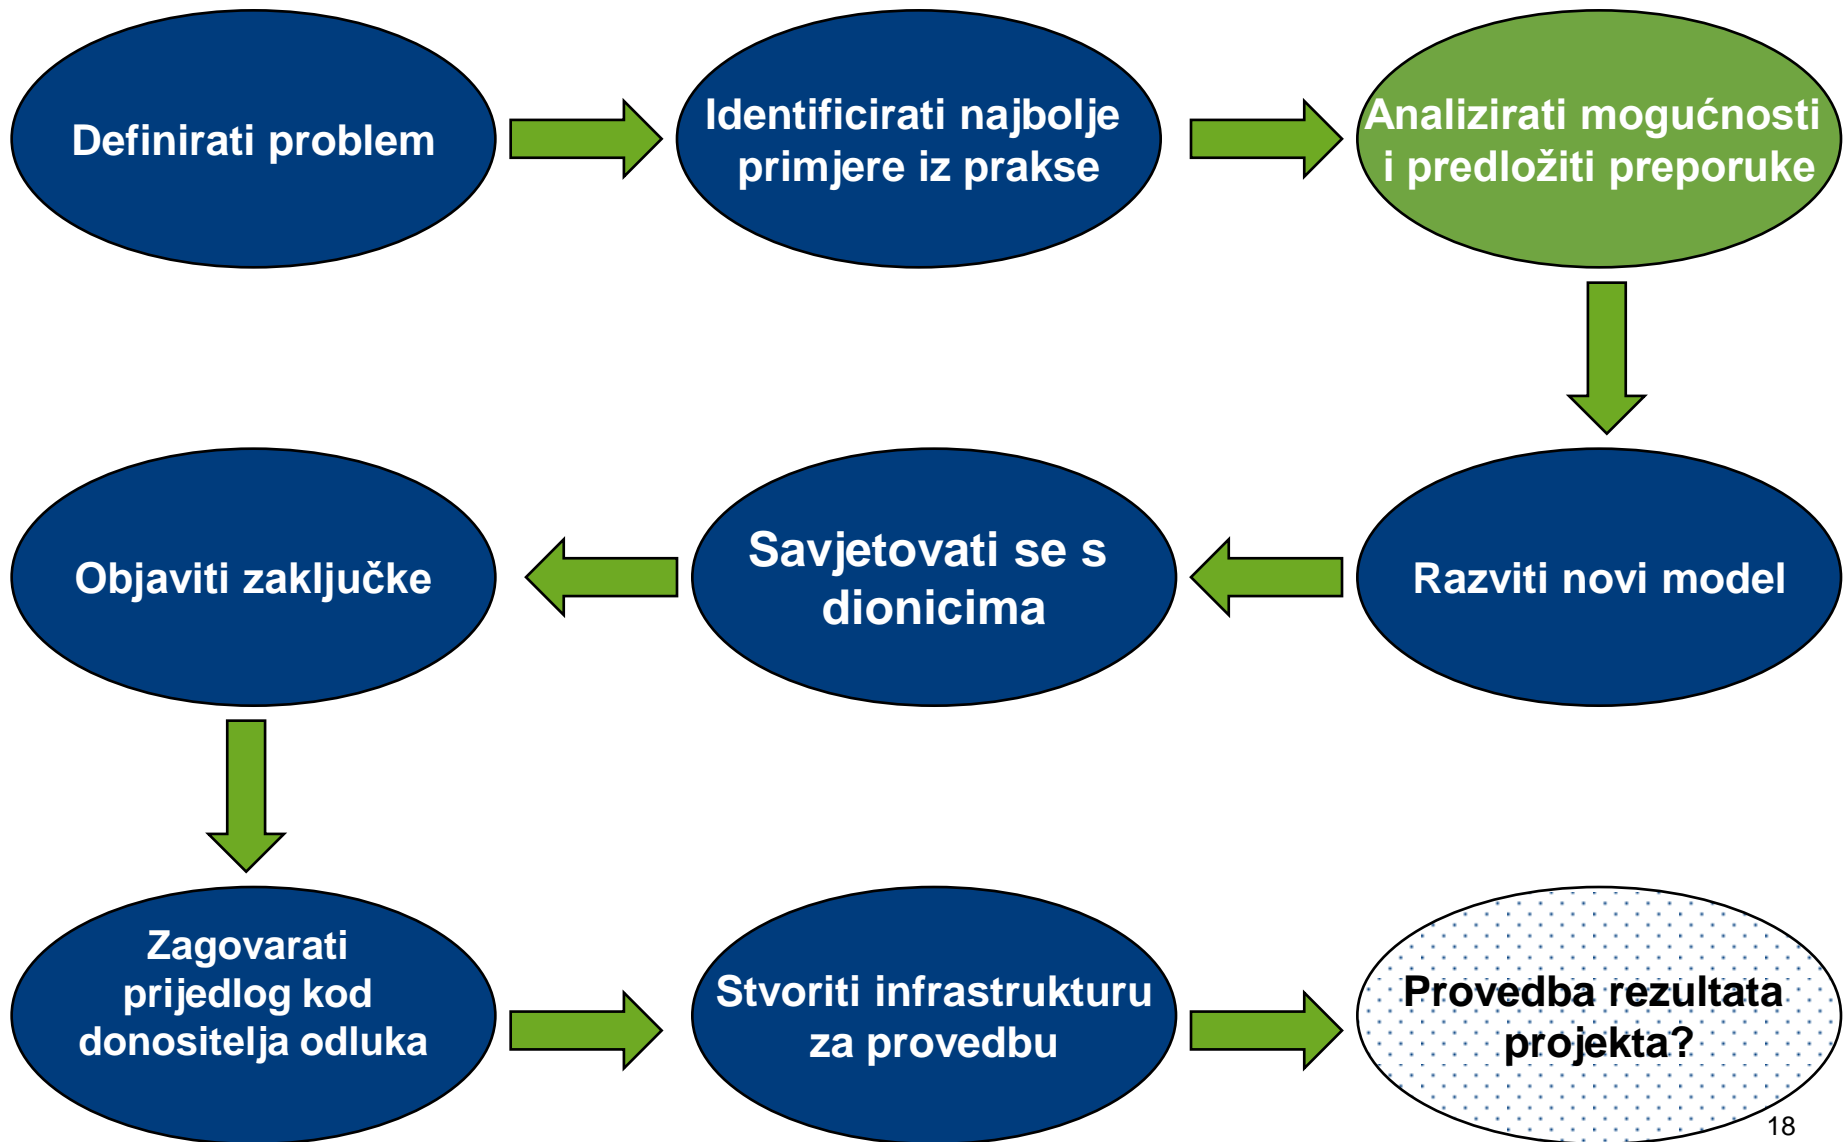 Definirati problem
Identificirati najbolje
primjere iz prakse
Analizirati mogućnosti
i predložiti preporuke
Objaviti zaključke
Savjetovati se s
dionicima
Razviti novi model
Zagovarati
prijedlog kod
donositelja odluka
Stvoriti infrastrukturu
za provedbu
Provedba rezultata
projekta?
18